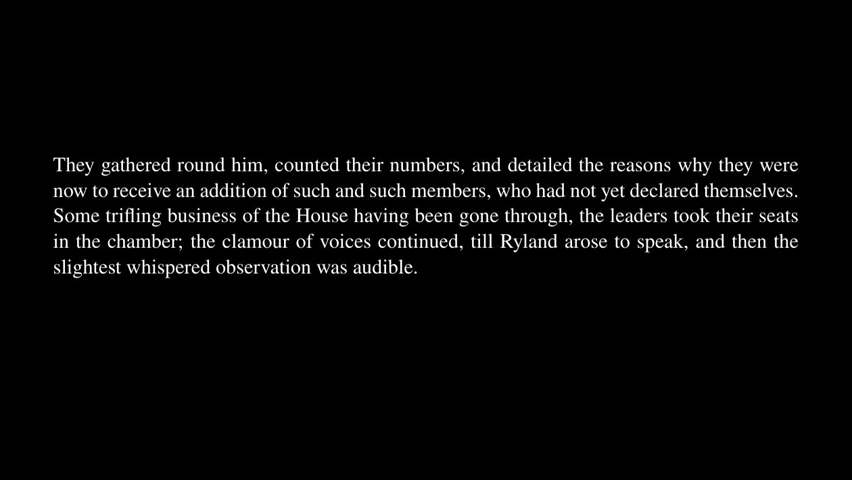 They gathered round him, counted their numbers, and detailed the reasons why they were
now to receive an addition of such and such members, who had not yet declared themselves.
Some trifling business of the House having been gone through, the leaders took their seats
in the chamber; the clamour of voices continued, till Ryland arose to speak, and then the
slightest whispered observation was audible.